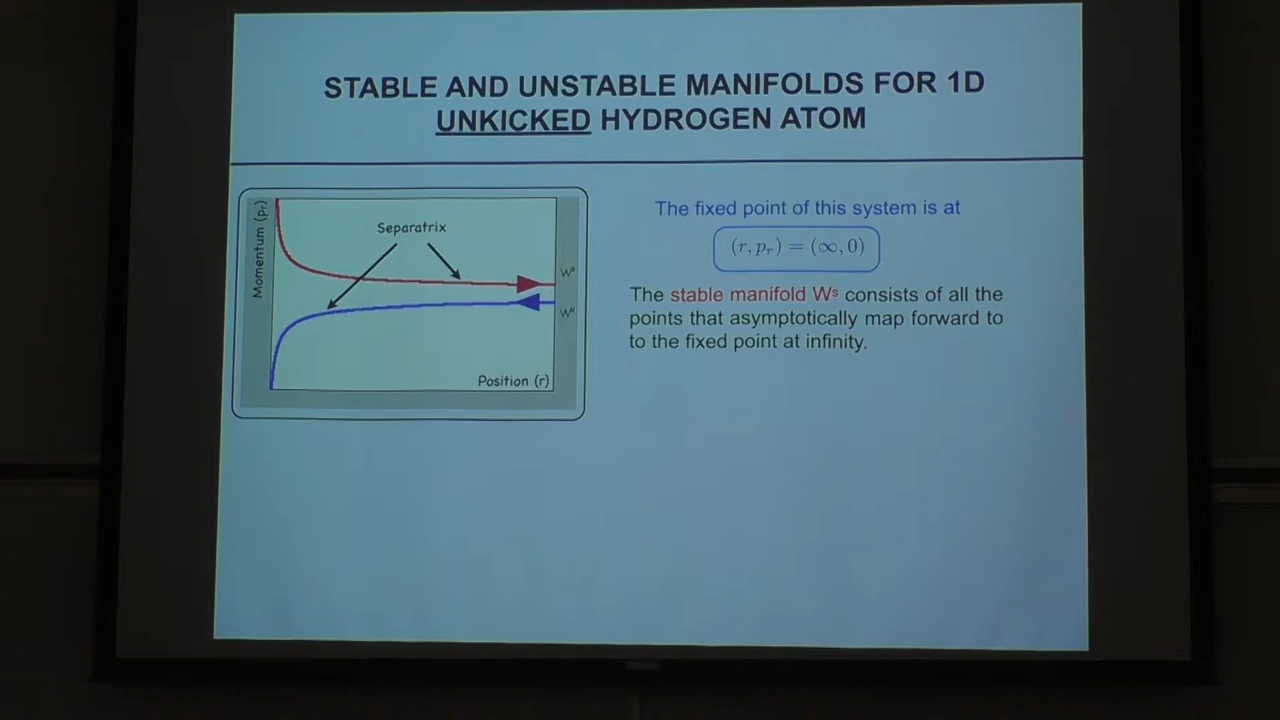 STABLE AND UNSTABLE MANIFOLDS FOR 1D
UNKICKED HYDROGEN ATOM
Momentum (pr)
Separatrix
Ws
Wu
Position (r)
The fixed point of this system is at
(r, pr) = (∞, 0)
The stable manifold Ws consists of all the
points that asymptotically map forward to
to the fixed point at infinity.